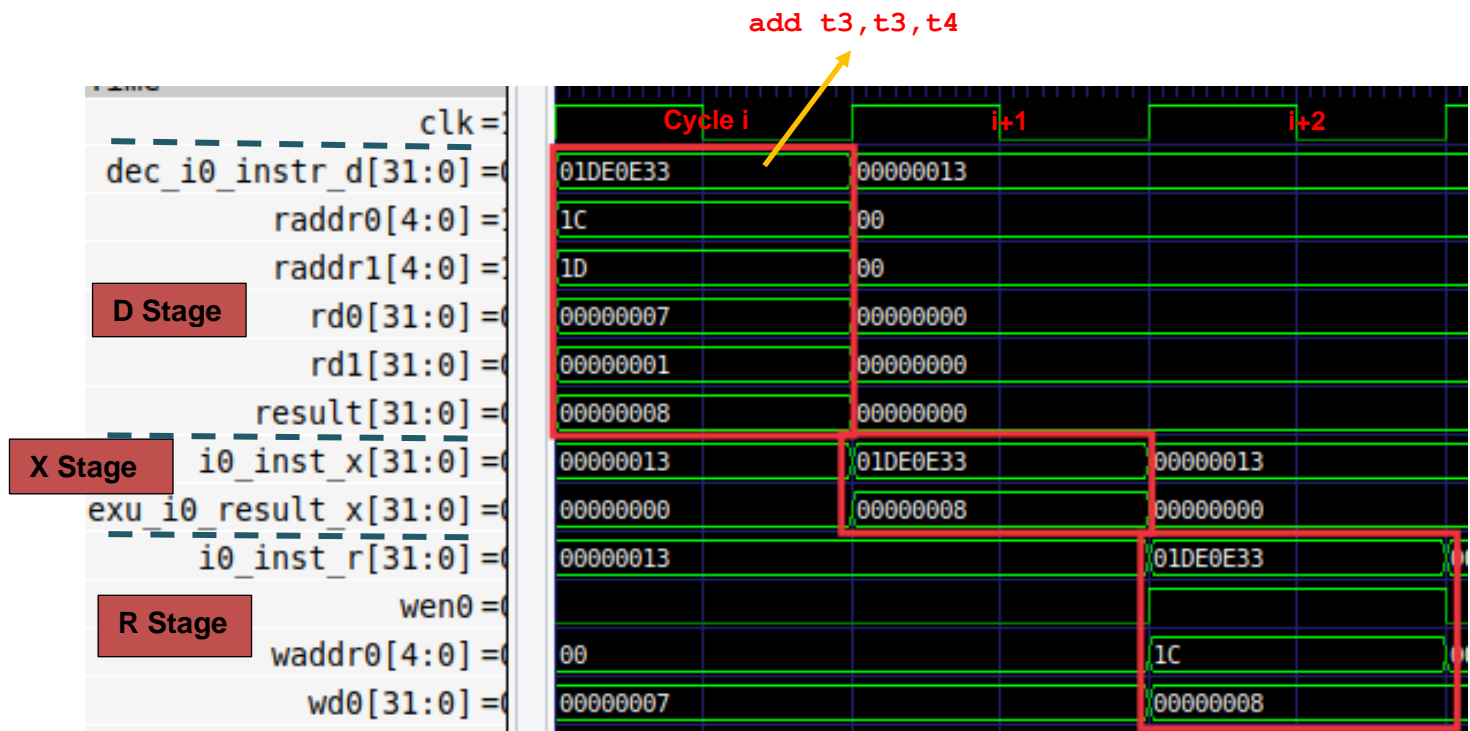 add t3,t3,t4
clk = Cycle i i+1 i+2
dec_i0_instr_d[31:0] = 01DE0E33 00000013
raddr0[4:0] = 1C 00
raddr1[4:0] = 1D 00
D Stage
rd0[31:0] = 00000007 00000000
rd1[31:0] = 00000001 00000000
result[31:0] = 00000008 00000000
X Stage
i0_inst_x[31:0] = 00000013 01DE0E33 00000013
exu_i0_result_x[31:0] = 00000000 00000008 00000000
i0_inst_r[31:0] = 00000013 01DE0E33
wen0 =
R Stage
waddr0[4:0] = 00 1C
wd0[31:0] = 00000007 00000008